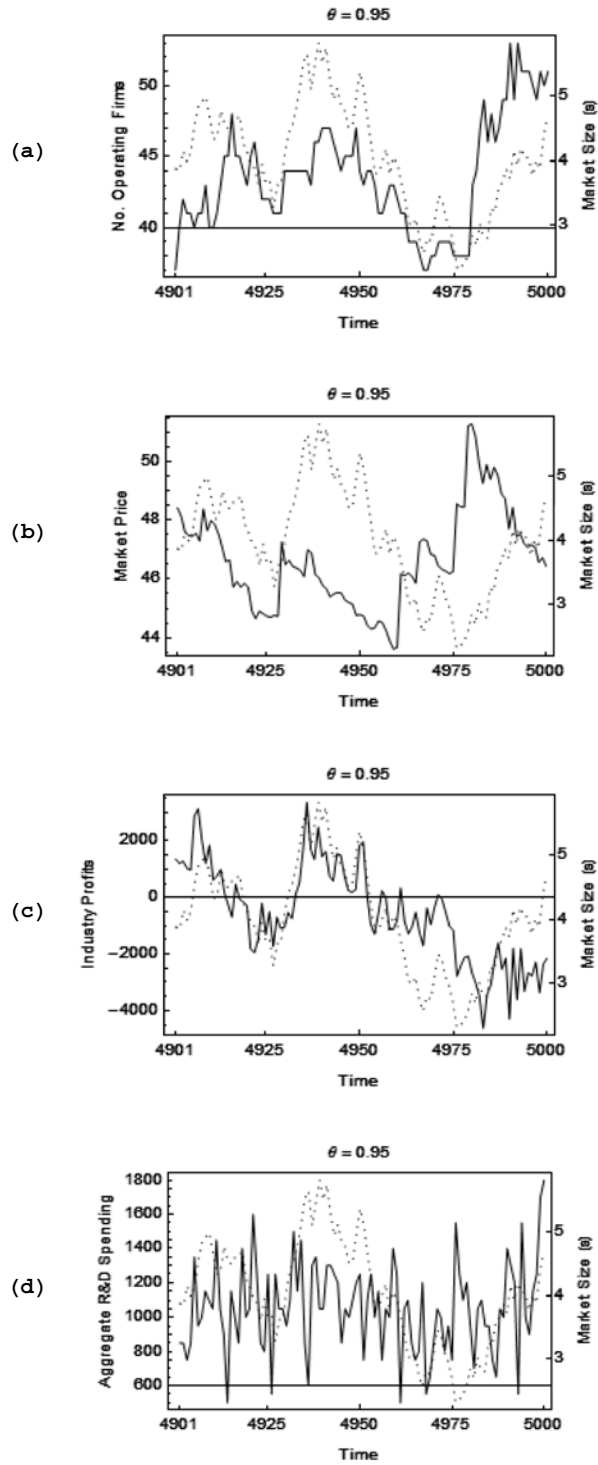 θ = 0.95
(a)
No. Operating Firms
50
45
40
5
4
3
Market Size (s)
4901 4925 4950 4975 5000
Time
θ = 0.95
(b)
Market Price
50
48
46
44
5
4
3
Market Size (s)
4901 4925 4950 4975 5000
Time
θ = 0.95
(c)
Industry Profits
2000
0
−2000
−4000
5
4
3
Market Size (s)
4901 4925 4950 4975 5000
Time
θ = 0.95
(d)
Aggregate R&D Spending
1800
1600
1400
1200
1000
800
600
5
4
3
Market Size (s)
4901 4925 4950 4975 5000
Time